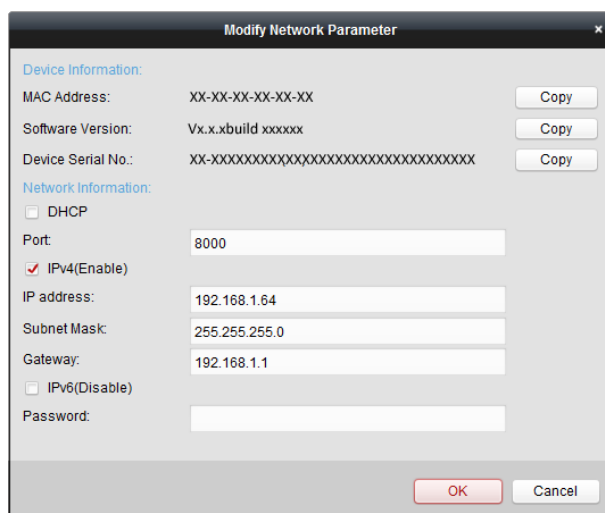 Modify Network Parameter ×
Device Information:
MAC Address: XX-XX-XX-XX-XX-XX Copy
Software Version: Vx.x.xbuild xxxxxx Copy
Device Serial No.: XX-XXXXXXXXXXXXXXXXXXXXXXXXXXXXXXX Copy
Network Information:
DHCP
Port: 8000
IPv4(Enable)
IP address: 192.168.1.64
Subnet Mask: 255.255.255.0
Gateway: 192.168.1.1
IPv6(Disable)
Password:
OK Cancel